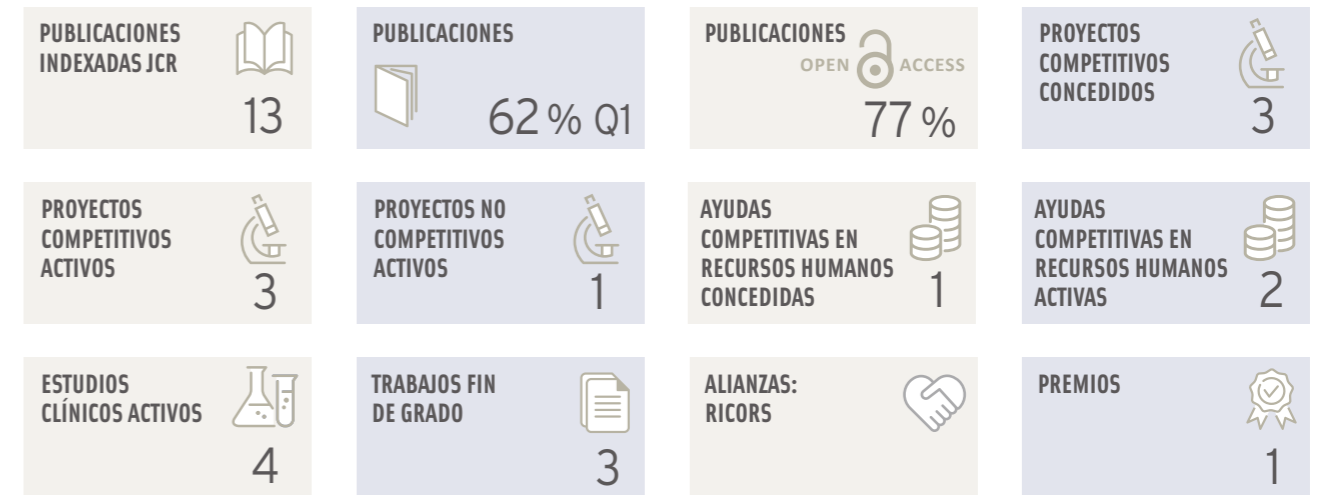 PUBLICACIONES
INDEXADAS JCR
13
PUBLICACIONES
62 % Q1
PUBLICACIONES
OPEN ACCESS
77 %
PROYECTOS
COMPETITIVOS
CONCEDIDOS
3
PROYECTOS
COMPETITIVOS
ACTIVOS
3
PROYECTOS NO
COMPETITIVOS
ACTIVOS
1
AYUDAS
COMPETITIVAS EN
RECURSOS HUMANOS
CONCEDIDAS
1
AYUDAS
COMPETITIVAS EN
RECURSOS HUMANOS
ACTIVAS
2
ESTUDIOS
CLÍNICOS ACTIVOS
4
TRABAJOS FIN
DE GRADO
3
ALIANZAS:
RICORS
PREMIOS
1